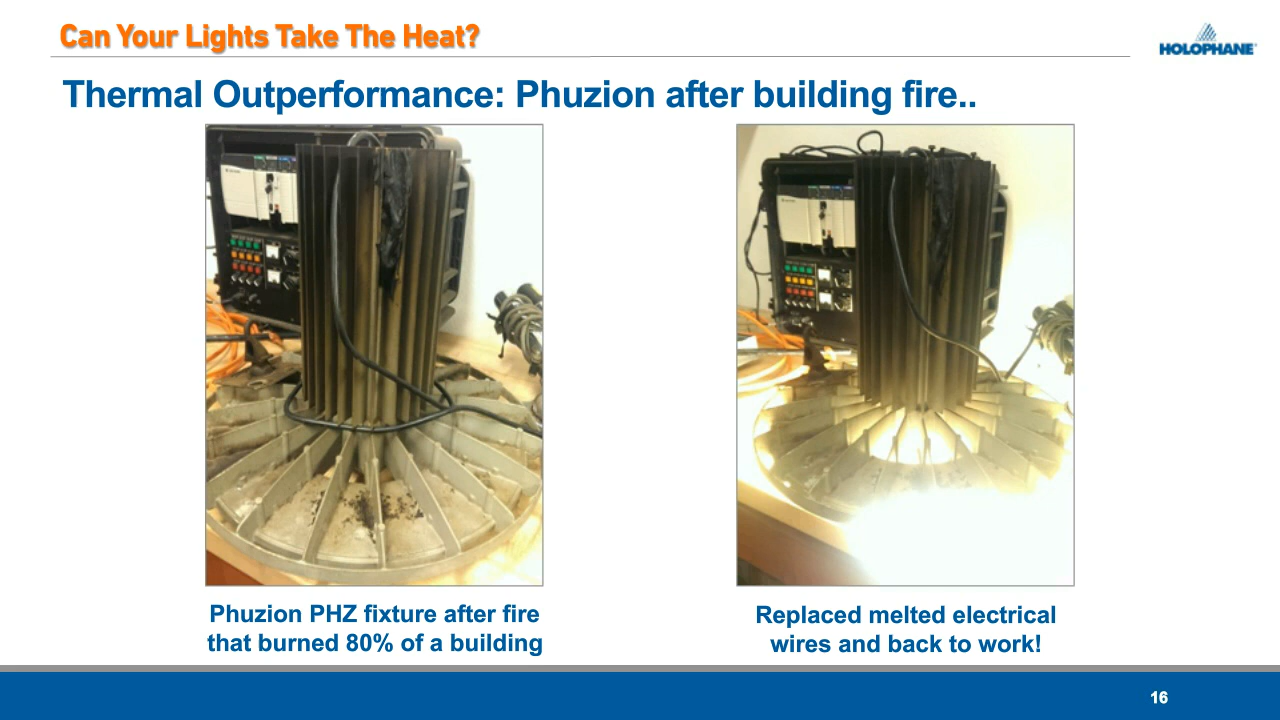 Can Your Lights Take The Heat?
HOLOPHANE
Thermal Outperformance: Phuzion after building fire..
Phuzion PHZ fixture after fire
that burned 80% of a building
Replaced melted electrical
wires and back to work!
16